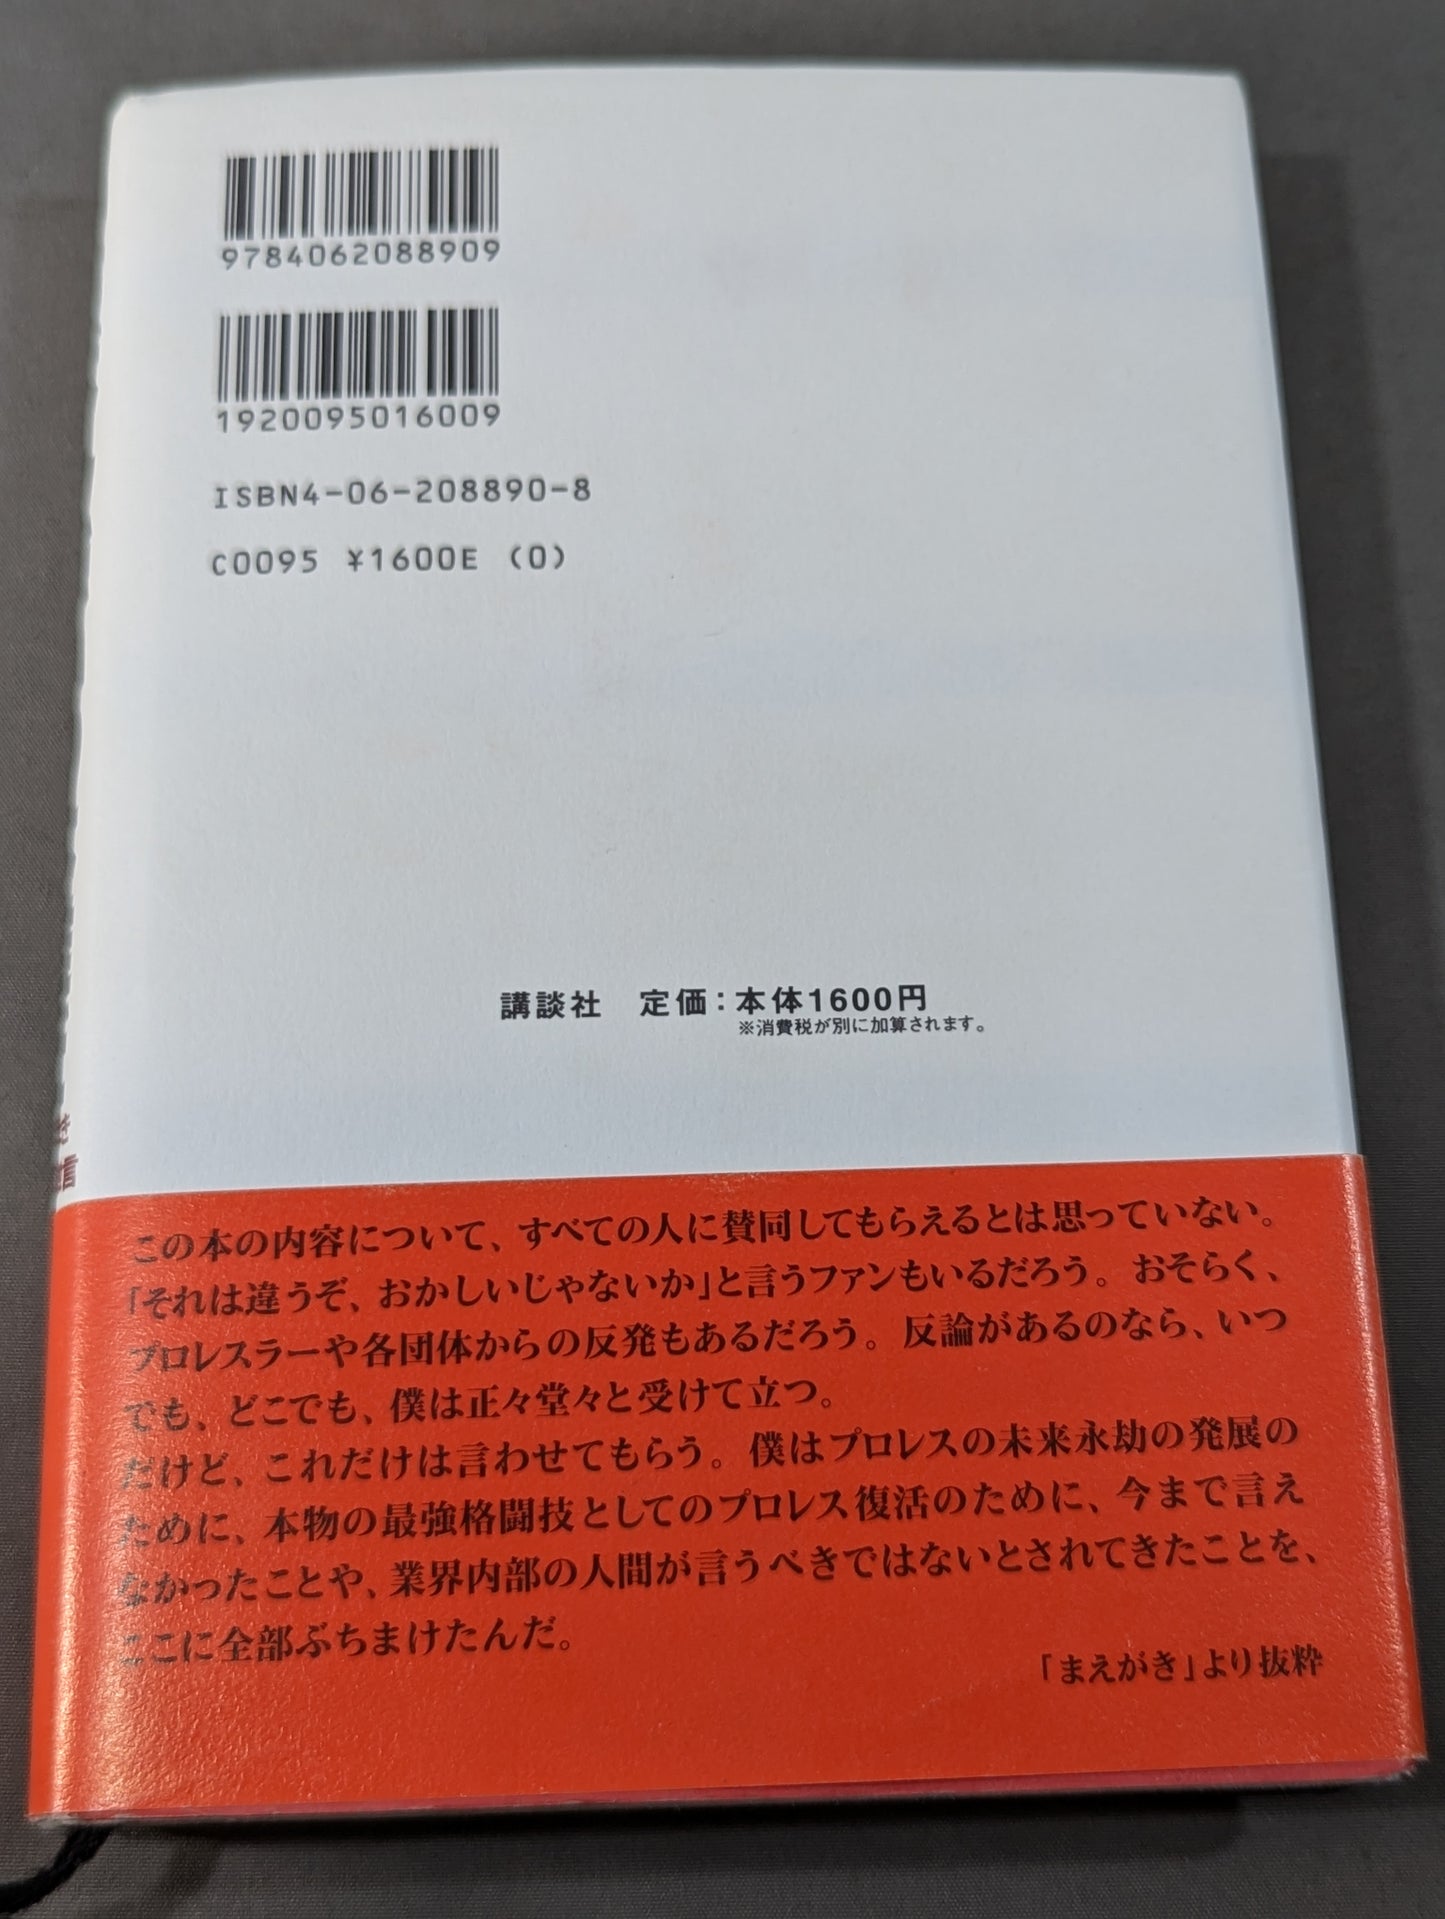 9784062088909
1920095016009
ISBN4-06-208890-8
C0095 ¥1600E (0)
講談社 定価：本体1600円
※消費税が別に加算されます。
き
信
この本の内容について、すべての人に賛同してもらえるとは思っていない。
「それは違うぞ、おかしいじゃないか」と言うファンもいるだろう。おそらく、
プロレスラーや各団体からの反発もあるだろう。反論があるのなら、いつ
でも、どこでも、僕は正々堂々と受けて立つ。
だけど、これだけは言わせてもらう。僕はプロレスの未来永劫の発展の
ために、本物の最強格闘技としてのプロレス復活のために、今まで言え
なかったことや、業界内部の人間が言うべきではないとされてきたことを、
ここに全部ぶちまけたんだ。
「まえがき」より抜粋